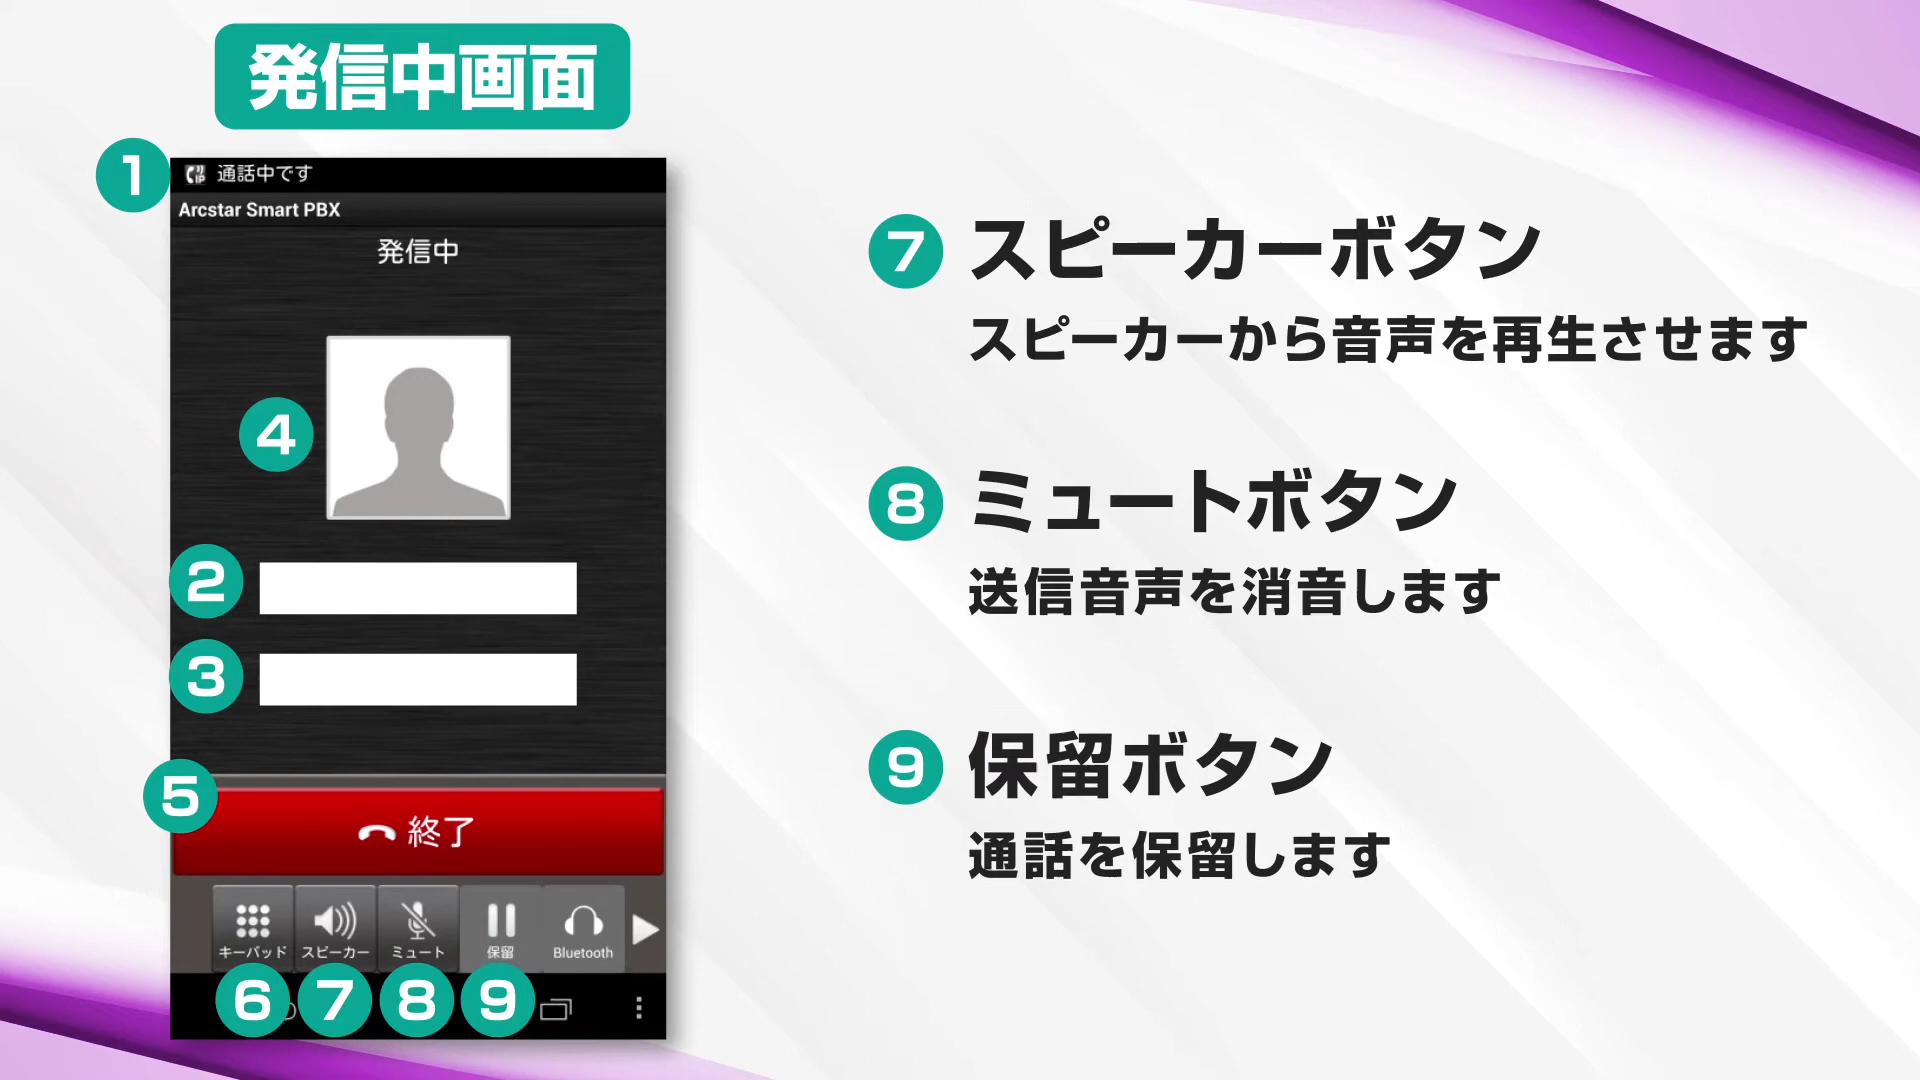 発信中画面
1
通話中です
Arcstar Smart PBX
発信中
4
2
3
5
終了
キーパッド スピーカー ミュート 保留 Bluetooth
6 7 8 9
7 スピーカーボタン
スピーカーから音声を再生させます
8 ミュートボタン
送信音声を消音します
9 保留ボタン
通話を保留します